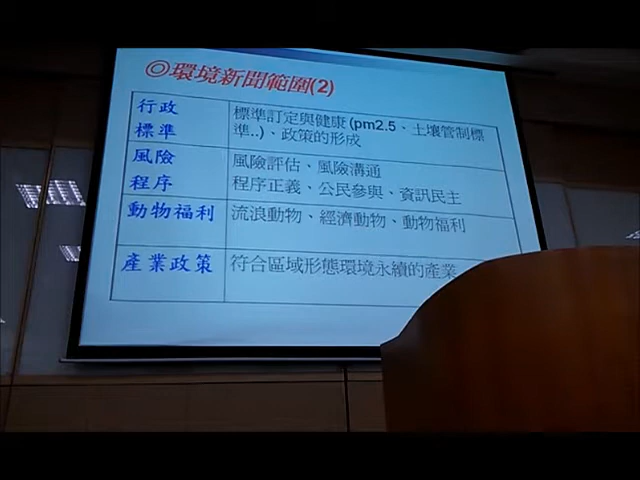 ◎環境新聞範圍(2)
行政
標準
標準訂定與健康 (pm2.5、土壤管制標
準..)、政策的形成
風險
程序
風險評估、風險溝通
程序正義、公民參與、資訊民主
動物福利
流浪動物、經濟動物、動物福利
產業政策
符合區域形態環境永續的產業